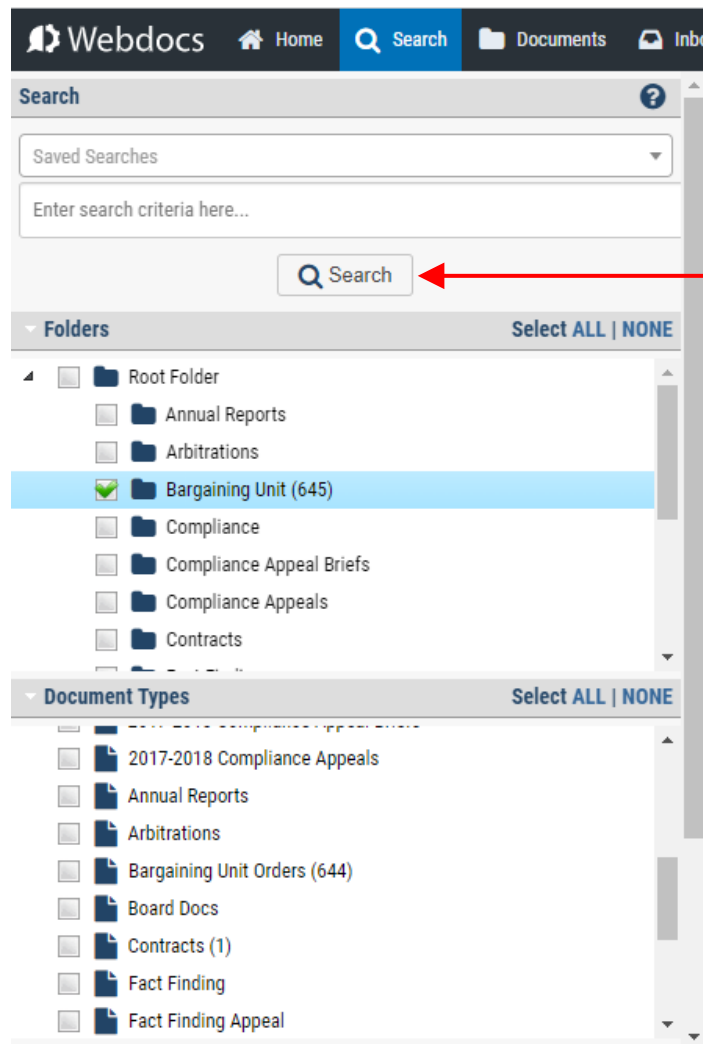 Webdocs Home Search Documents
Search
Saved Searches
Enter search criteria here...
Search
Folders Select ALL | NONE
Root Folder
Annual Reports
Arbitrations
Bargaining Unit (645)
Compliance
Compliance Appeal Briefs
Compliance Appeals
Contracts
Document Types Select ALL | NONE
2017-2018 Compliance Appeals
Annual Reports
Arbitrations
Bargaining Unit Orders (644)
Board Docs
Contracts (1)
Fact Finding
Fact Finding Appeal